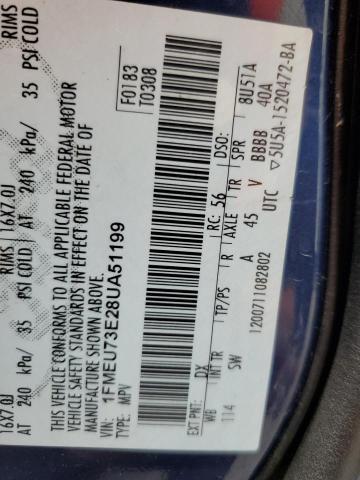 RIMS 16X7.0J RIMS
AT 240 kPa/ 35 PSI COLD
16X7.0J
AT 240 kPa/ 35 PSI COLD
THIS VEHICLE CONFORMS TO ALL APPLICABLE FEDERAL MOTOR
VEHICLE SAFETY STANDARDS IN EFFECT ON THE DATE OF
MANUFACTURE SHOWN ABOVE.
VIN: 1FMEU73E28UA51199
TYPE: MPV
F0183
T0308
EXT PNT: DX RC: 56 DSO:
WB INT TR TP/PS R AXLE TR SPR 8U51A
114 SW A 45 V BBBB 40A
UTC ▽5U5A-1520472-BA
1200711082802